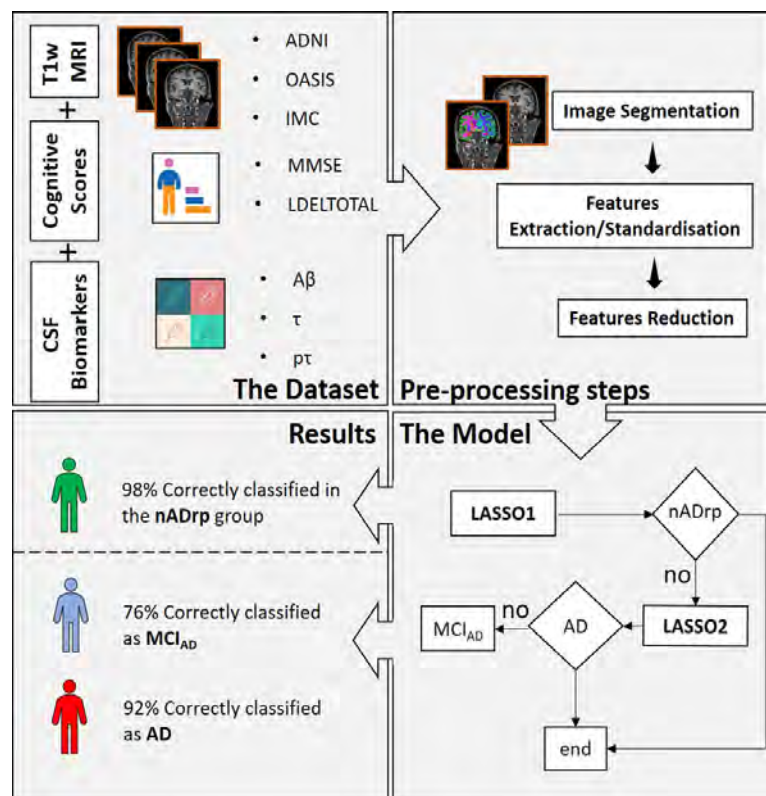 T1w
MRI
+
Cognitive
Scores
+
CSF
Biomarkers
• ADNI
• OASIS
• IMC
• MMSE
• LDELTOTAL
• Aβ
• τ
• pτ
The Dataset
Image Segmentation
Features
Extraction/Standardisation
Features Reduction
Pre-processing steps
Results
98% Correctly classified in
the nADrp group
76% Correctly classified
as MCI_AD
92% Correctly classified
as AD
The Model
LASSO1
nADrp
no
LASSO2
AD
no
MCI_AD
end